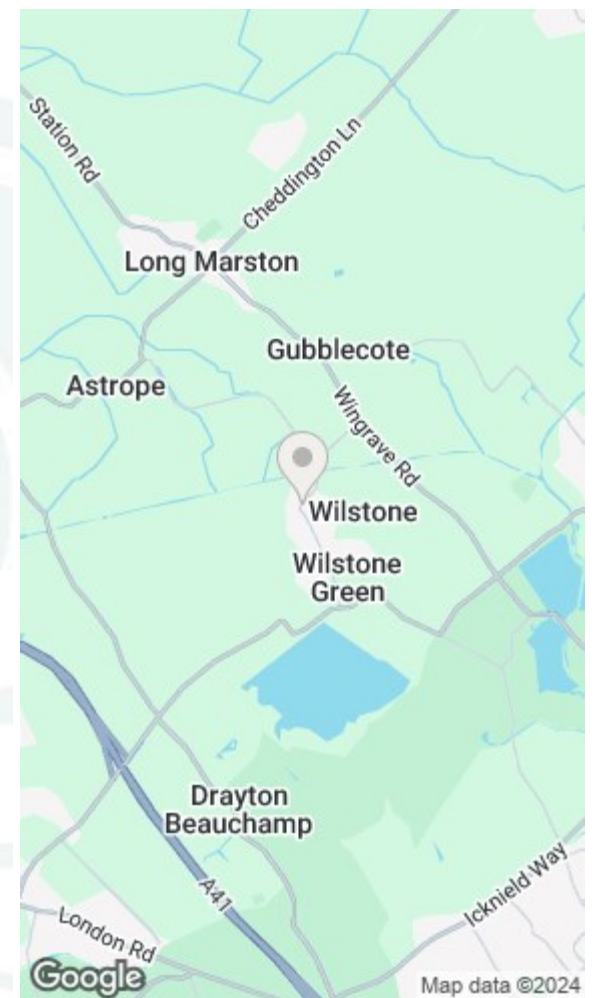 Station Rd
Cheddington Ln
Long Marston
Gubblecote
Astrope
Wingrave Rd
Wilstone
Wilstone
Green
Drayton
Beauchamp
A41
Icknield Way
London Rd
Google
Map data ©2024